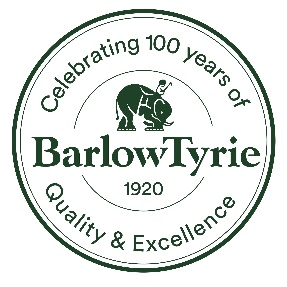 Celebrating 100 years of
BarlowTyrie
1920
Quality & Excellence